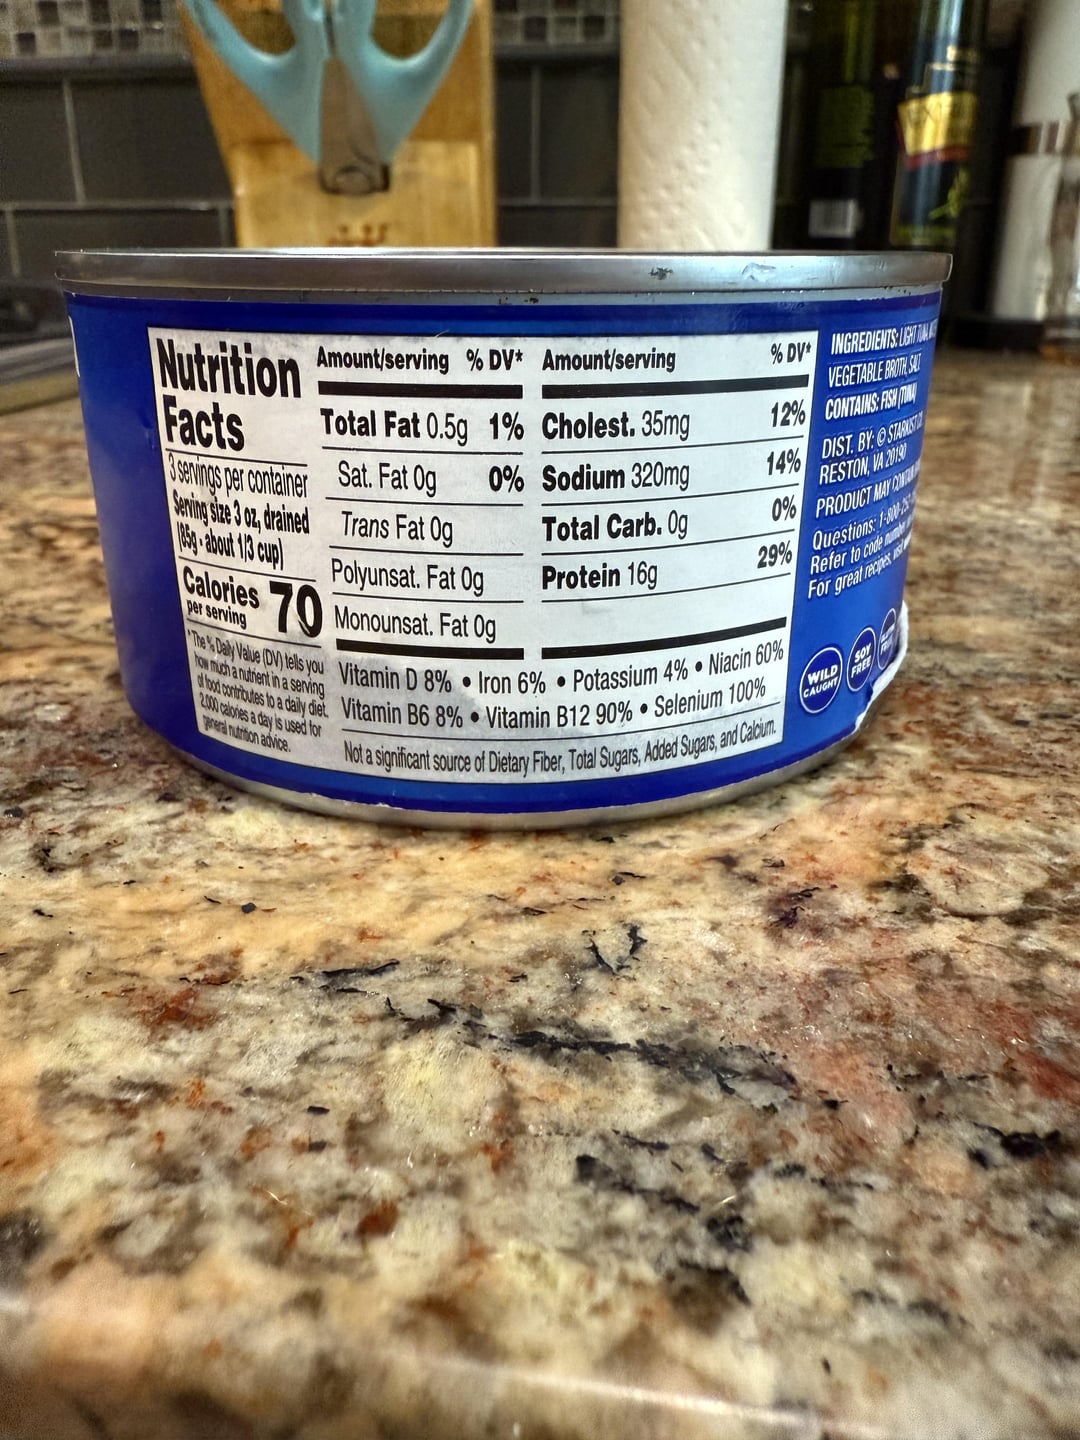 Nutrition
Facts
3 servings per container
Serving size 3 oz, drained
(85g - about 1/3 cup)
Calories 70
per serving
*The % Daily Value (DV) tells you
how much a nutrient in a serving
of food contributes to a daily diet.
2,000 calories a day is used for
general nutrition advice.
Amount/serving % DV*
Total Fat 0.5g 1%
Sat. Fat 0g 0%
Trans Fat 0g
Polyunsat. Fat 0g
Monounsat. Fat 0g
Amount/serving % DV*
Cholest. 35mg 12%
Sodium 320mg 14%
Total Carb. 0g 0%
Protein 16g 29%
Vitamin D 8% • Iron 6% • Potassium 4% • Niacin 60%
Vitamin B6 8% • Vitamin B12 90% • Selenium 100%
Not a significant source of Dietary Fiber, Total Sugars, Added Sugars, and Calcium.
INGREDIENTS: LIGHT TUNA,
VEGETABLE BROTH, SALT
CONTAINS: FISH (TUNA)
DIST. BY: © STARKIST CO.
RESTON, VA 20190
PRODUCT MAY CONTAIN
Questions: 1-800-252-
Refer to code number
For great recipes, visit
WILD
CAUGHT
SOY
FREE